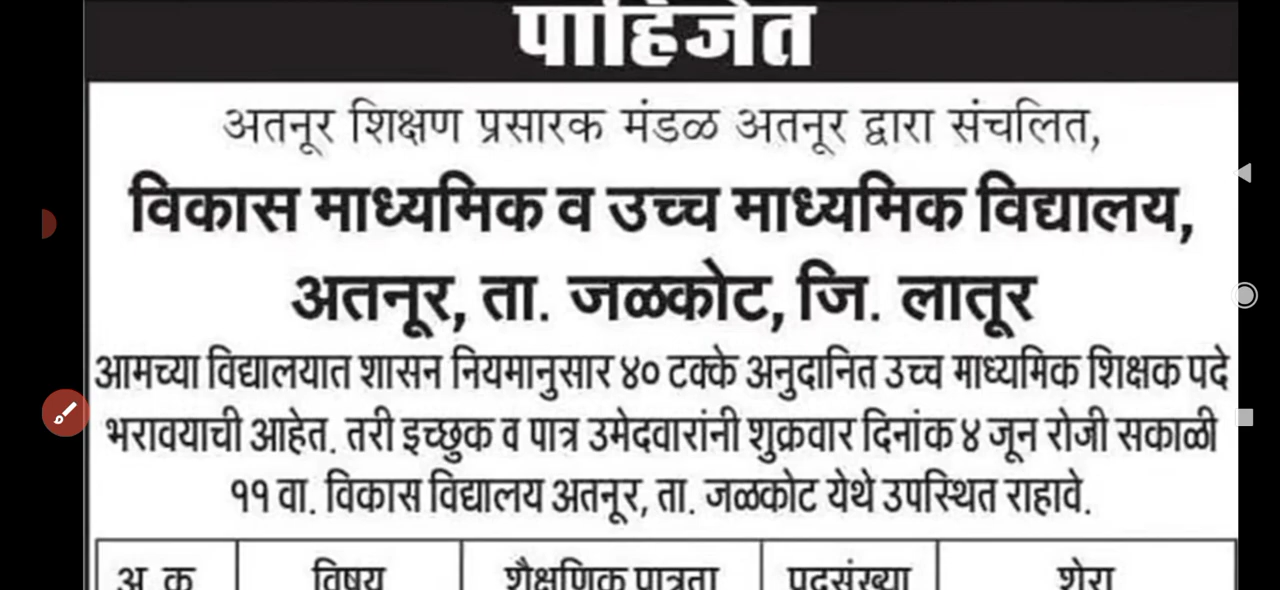 पाहिजेत
अतनूर शिक्षण प्रसारक मंडळ अतनूर द्वारा संचलित,
विकास माध्यमिक व उच्च माध्यमिक विद्यालय,
अतनूर, ता. जळकोट, जि. लातूर
आमच्या विद्यालयात शासन नियमानुसार ४० टक्के अनुदानित उच्च माध्यमिक शिक्षक पदे
भरावयाची आहेत. तरी इच्छुक व पात्र उमेदवारांनी शुक्रवार दिनांक ४ जून रोजी सकाळी
११ वा. विकास विद्यालय अतनूर, ता. जळकोट येथे उपस्थित राहावे.
अ.क्र. विषय शैक्षणिक पात्रता पदसंख्या शेरा